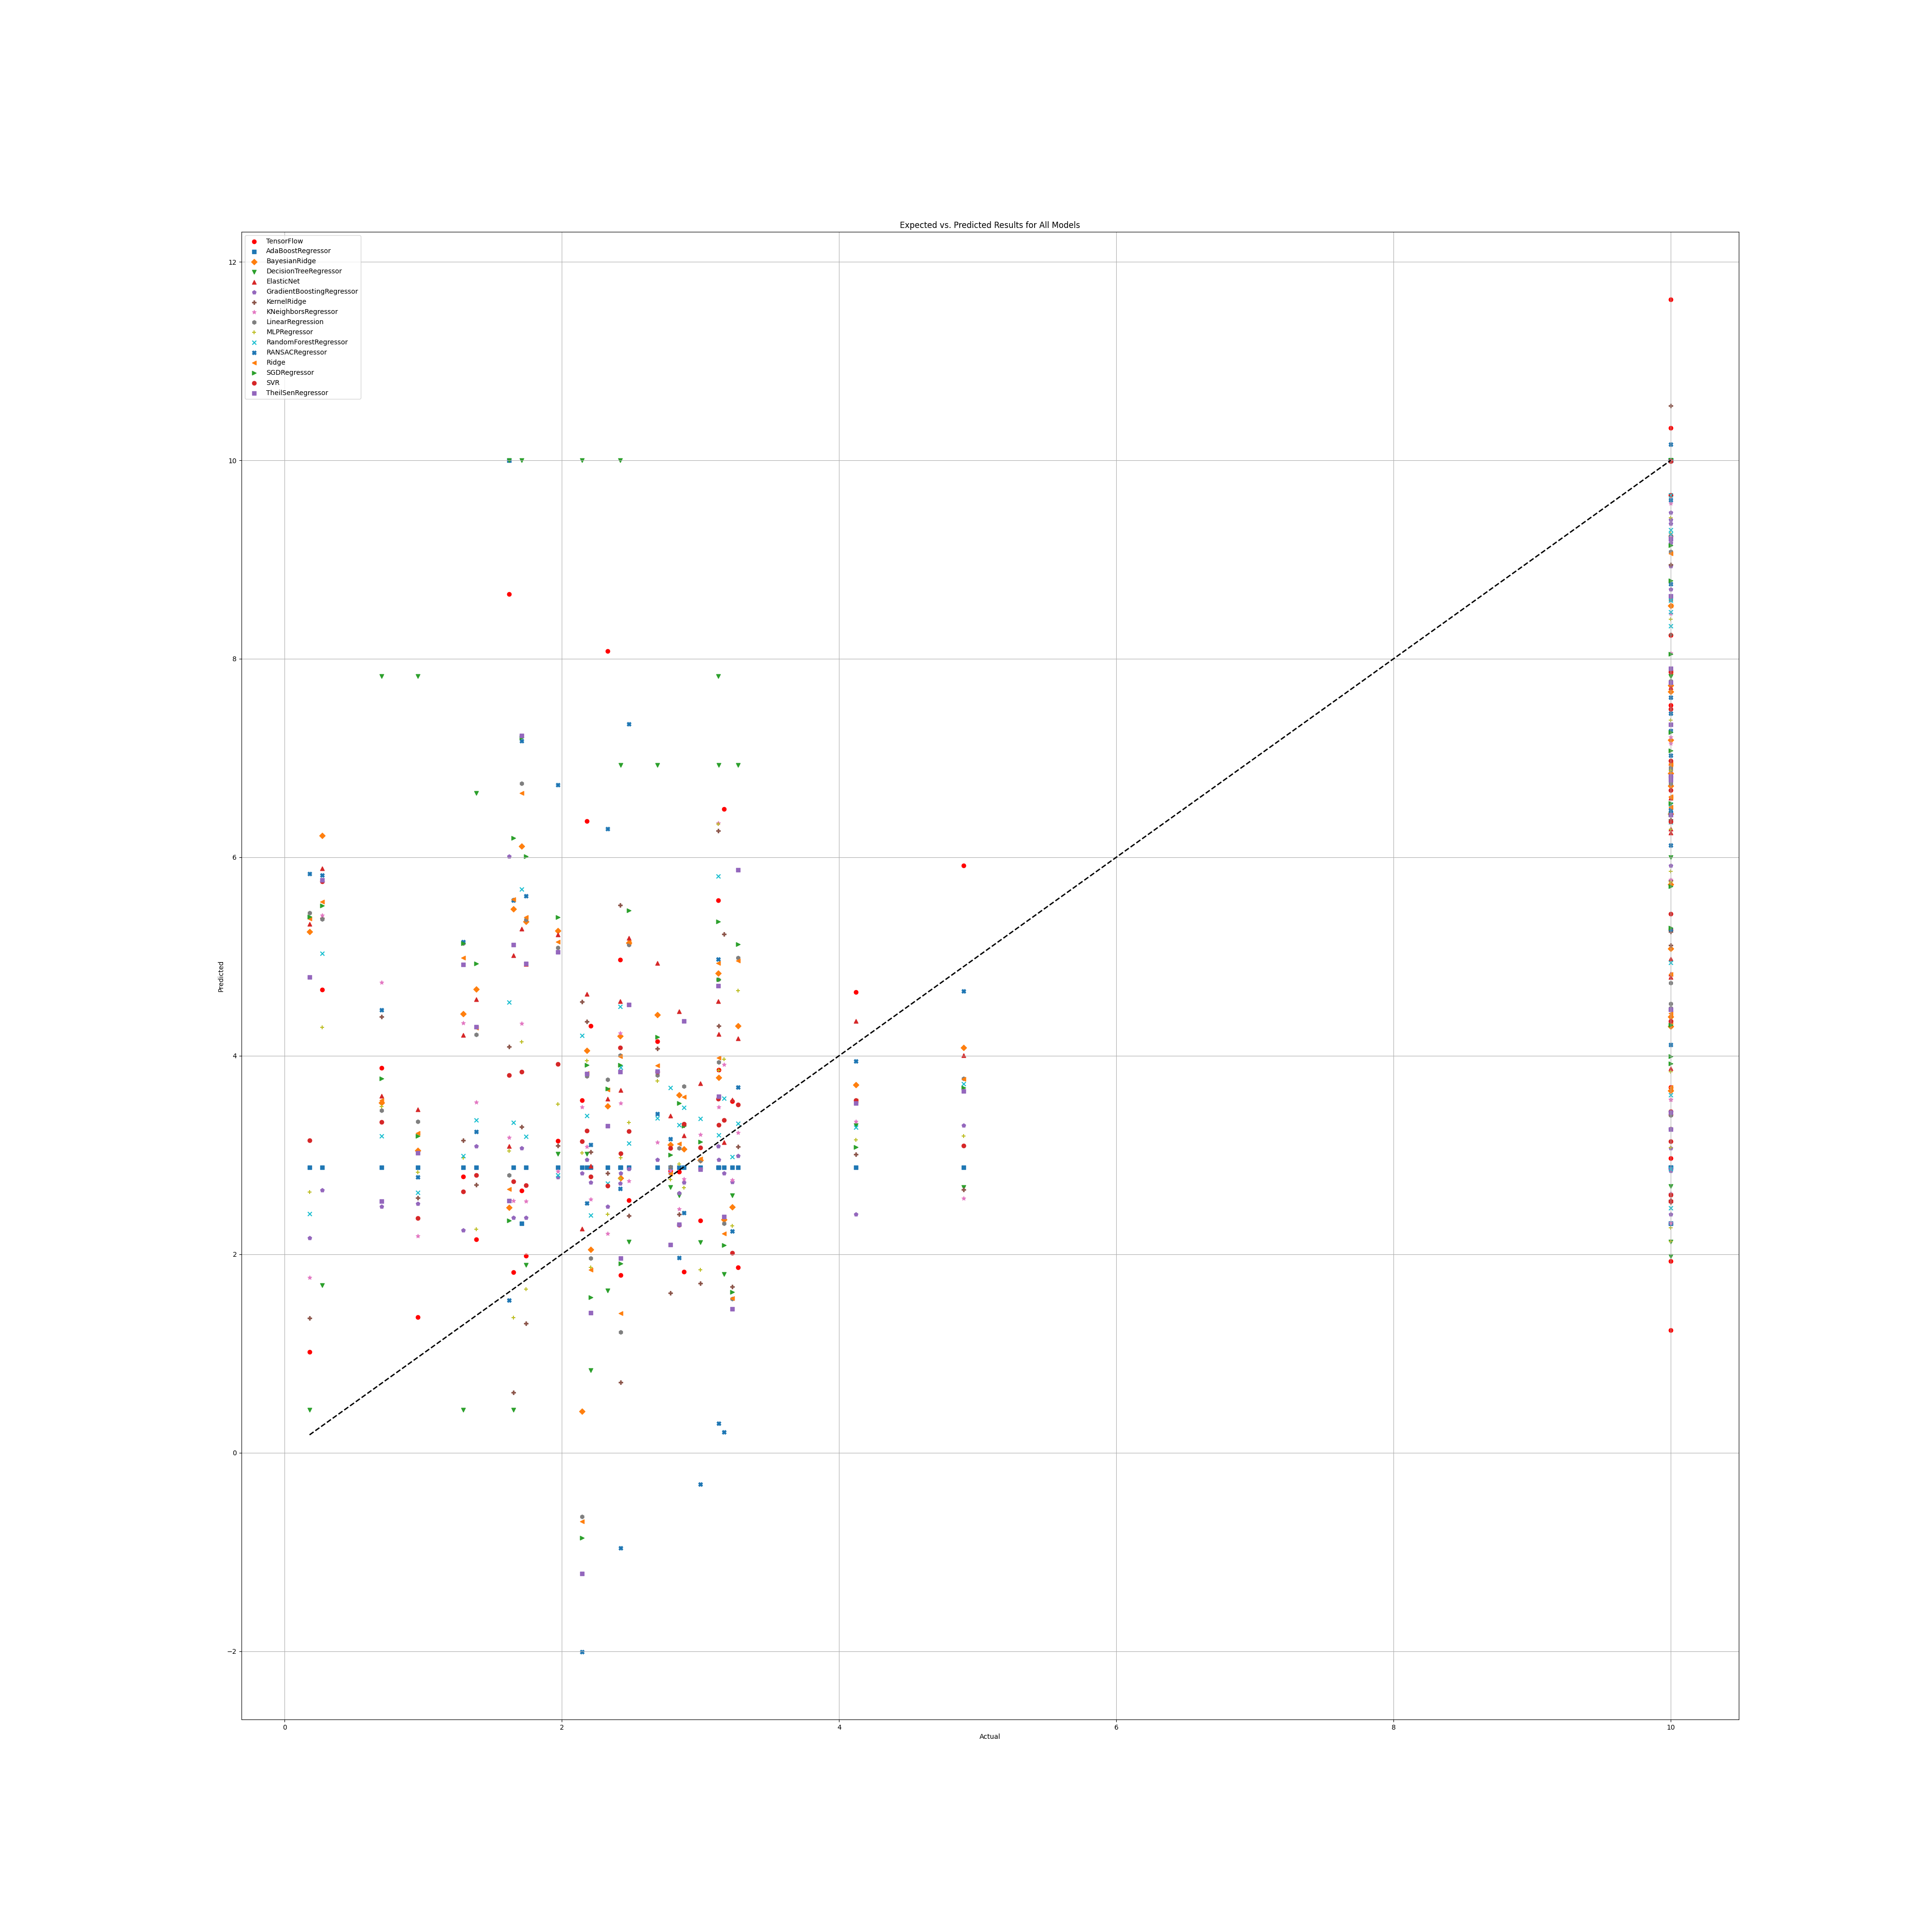 Expected vs. Predicted Results for All Models
TensorFlow
AdaBoostRegressor
BayesianRidge
DecisionTreeRegressor
ElasticNet
GradientBoostingRegressor
KernelRidge
KNeighborsRegressor
LinearRegression
MLPRegressor
RandomForestRegressor
RANSACRegressor
Ridge
SGDRegressor
SVR
TheilSenRegressor
12
10
8
6
4
2
0
−2
Predicted
0 2 4 6 8 10
Actual